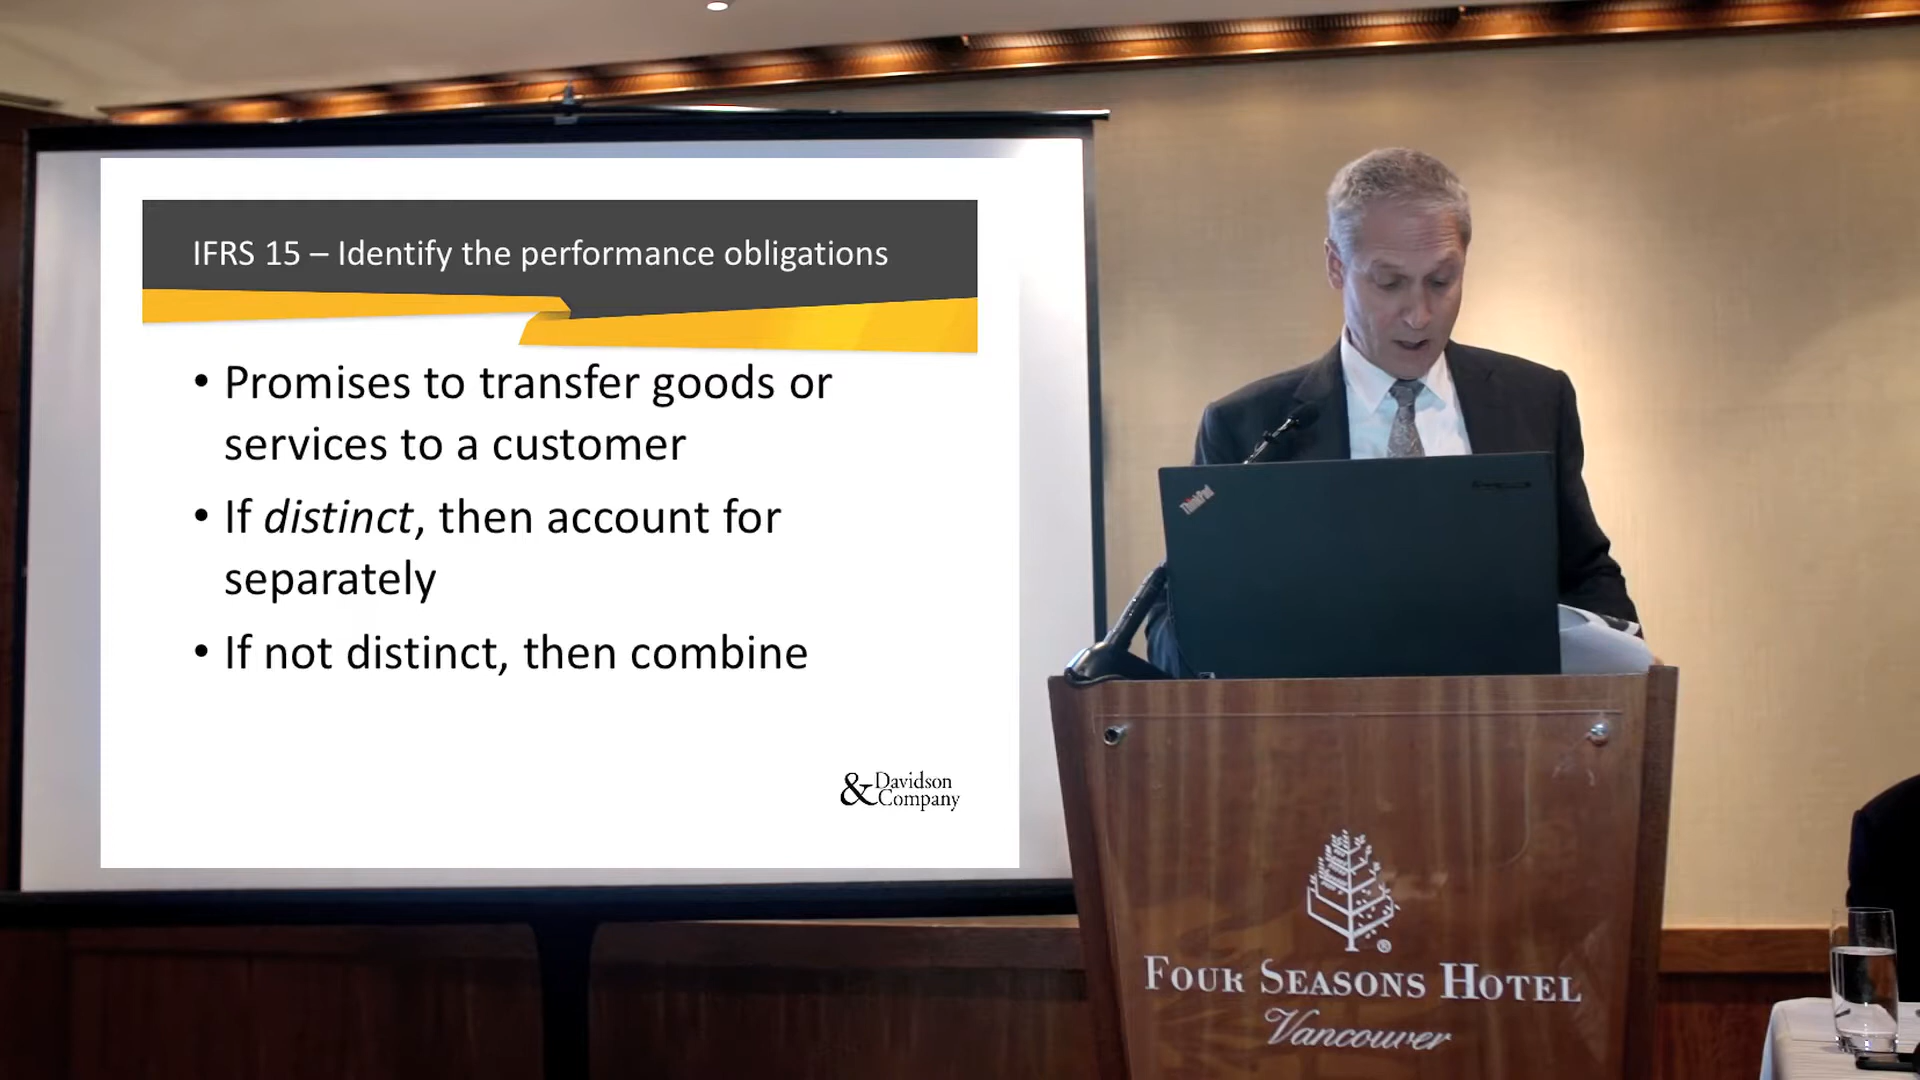 IFRS 15 – Identify the performance obligations
• Promises to transfer goods or
services to a customer
• If distinct, then account for
separately
• If not distinct, then combine
& Davidson
Company
ThinkPad
®
FOUR SEASONS HOTEL
Vancouver